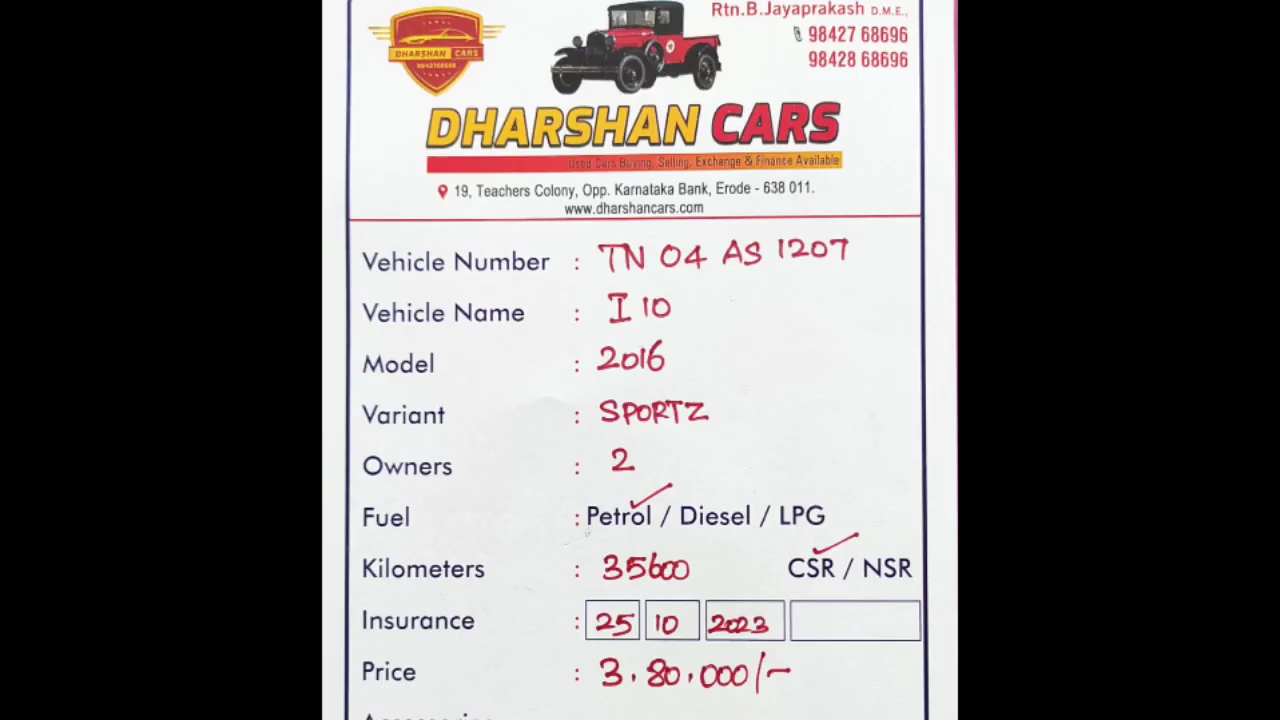 Rtn.B.Jayaprakash D.M.E.,
98427 68696
98428 68696
DHARSHAN CARS
9842768696
DHARSHAN CARS
Used Cars Buying, Selling, Exchange & Finance Available
19, Teachers Colony, Opp. Karnataka Bank, Erode - 638 011.
www.dharshancars.com
Vehicle Number : TN 04 AS 1207
Vehicle Name : I 10
Model : 2016
Variant : SPORTZ
Owners : 2
Fuel : Petrol / Diesel / LPG
Kilometers : 35600 CSR / NSR
Insurance : 25 10 2023
Price : 3.80.000/-